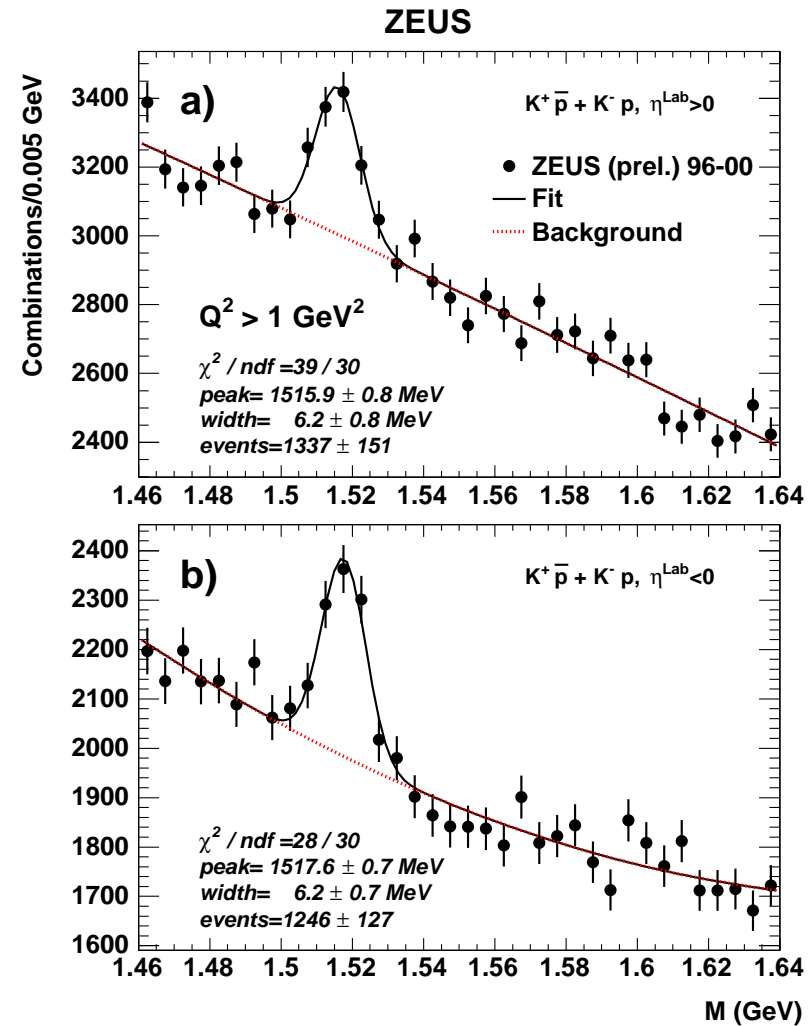 ZEUS
Combinations/0.005 GeV
a)
K⁺ p̅ + K⁻ p, η^Lab>0
ZEUS (prel.) 96-00
Fit
Background
Q² > 1 GeV²
χ² / ndf =39 / 30
peak= 1515.9 ± 0.8 MeV
width= 6.2 ± 0.8 MeV
events=1337 ± 151
3400
3200
3000
2800
2600
2400
1.46 1.48 1.5 1.52 1.54 1.56 1.58 1.6 1.62 1.64
b)
K⁺ p̅ + K⁻ p, η^Lab<0
χ² / ndf =28 / 30
peak= 1517.6 ± 0.7 MeV
width= 6.2 ± 0.7 MeV
events=1246 ± 127
2400
2300
2200
2100
2000
1900
1800
1700
1600
1.46 1.48 1.5 1.52 1.54 1.56 1.58 1.6 1.62 1.64
M (GeV)